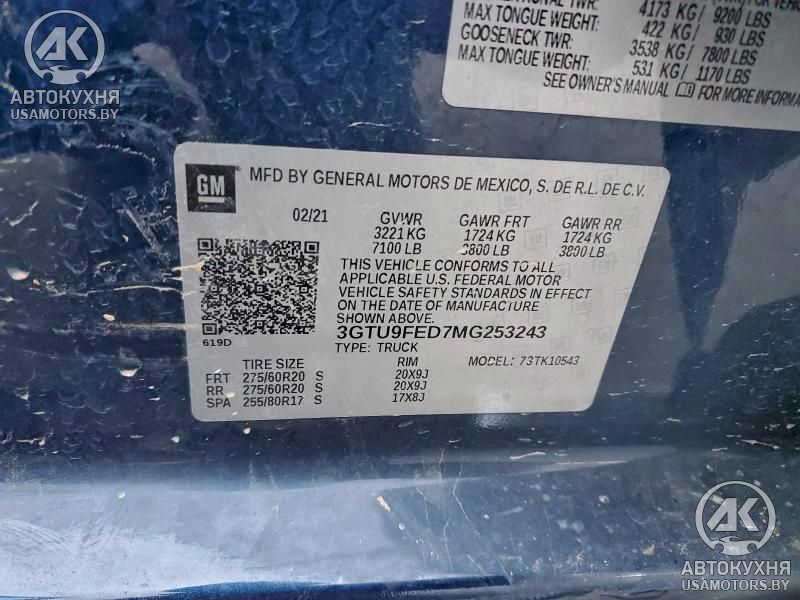 ENTIONAL TWR: 4173 KG / 9200 LBS
MAX TONGUE WEIGHT: 422 KG / 930 LBS
GOOSENECK TWR: 3538 KG / 7800 LBS
MAX TONGUE WEIGHT: 531 KG / 1170 LBS
SEE OWNER'S MANUAL FOR MORE INFORMA
AK
АВТОКУХНЯ
USAMOTORS.BY
GM MFD BY GENERAL MOTORS DE MEXICO, S. DE R.L. DE C.V.
02/21 GVWR GAWR FRT GAWR RR
3221 KG 1724 KG 1724 KG
7100 LB 3800 LB 3800 LB
THIS VEHICLE CONFORMS TO ALL
APPLICABLE U.S. FEDERAL MOTOR
VEHICLE SAFETY STANDARDS IN EFFECT
ON THE DATE OF MANUFACTURE
SHOWN ABOVE.
619D 3GTU9FED7MG253243
TYPE: TRUCK MODEL: 73TK10543
TIRE SIZE RIM
FRT 275/60R20 S 20X9J
RR 275/60R20 S 20X9J
SPA 255/80R17 S 17X8J
AK
АВТОКУХНЯ
USAMOTORS.BY